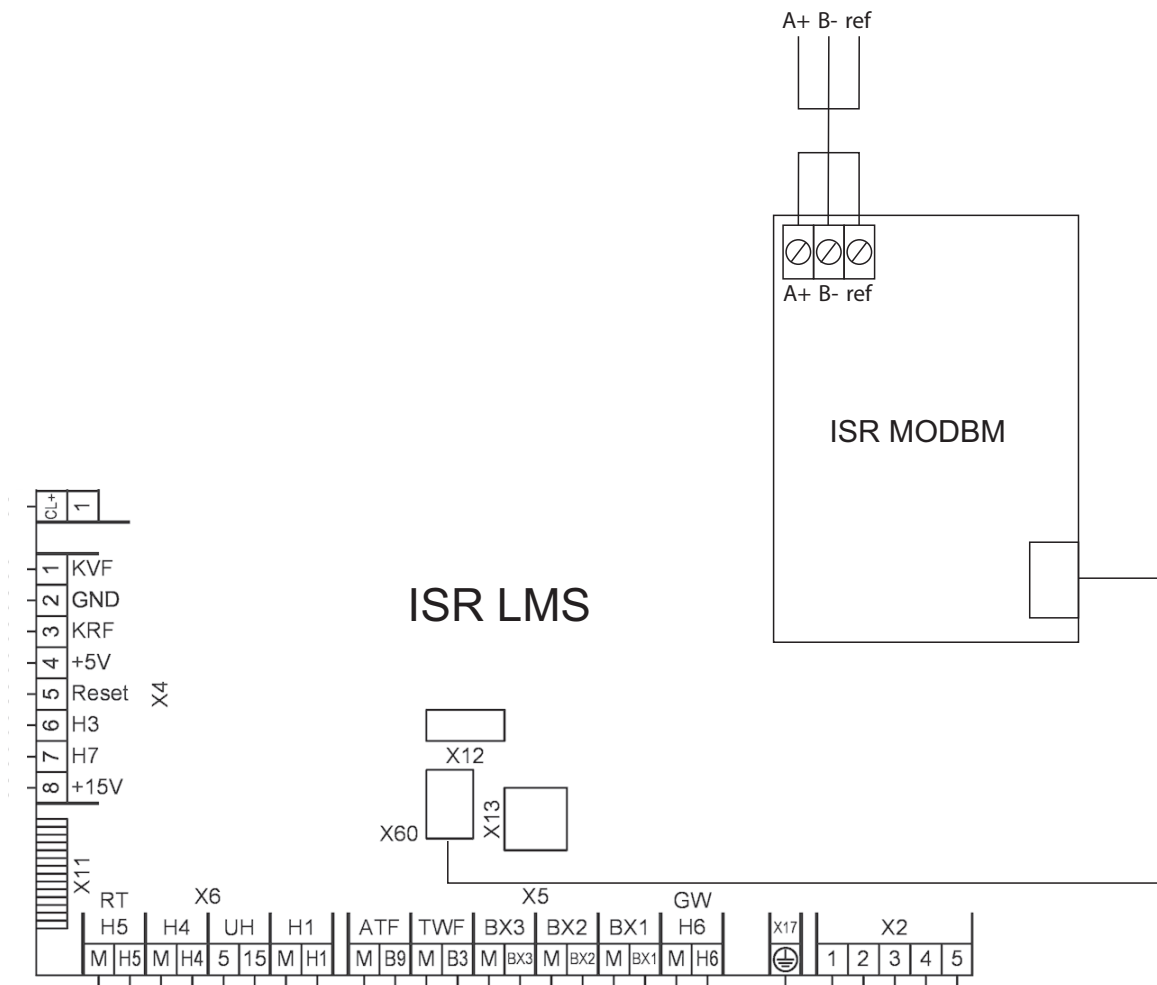 A+ B- ref
A+ B- ref
ISR MODBM
CL+ 1
1 KVF
2 GND
3 KRF
4 +5V
5 Reset
6 H3
7 H7
8 +15V
X4
ISR LMS
X12
X60
X13
X11
RT X6 X5 GW
H5 H4 UH H1 ATF TWF BX3 BX2 BX1 H6 X17 X2
M H5 M H4 5 15 M H1 M B9 M B3 M BX3 M BX2 M BX1 M H6 1 2 3 4 5